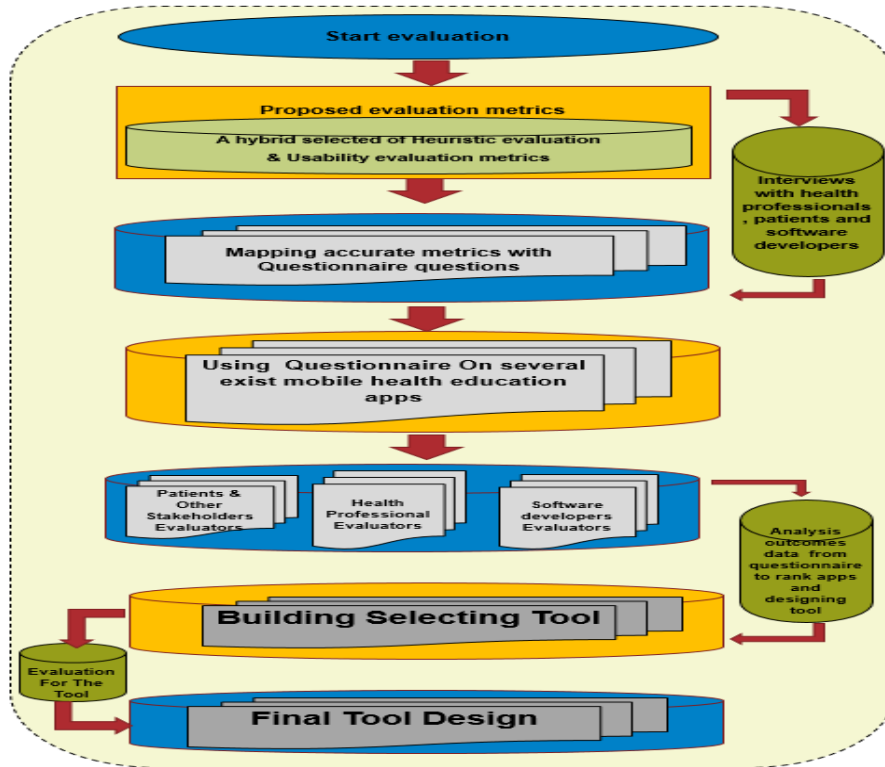 Start evaluation
Proposed evaluation metrics
A hybrid selected of Heuristic evaluation
& Usability evaluation metrics
Interviews
with health
professionals
, patients and
software
developers
Mapping accurate metrics with
Questionnaire questions
Using Questionnaire On several
exist mobile health education
apps
Patients &
Other
Stakeholders
Evaluators
Health
Professional
Evaluators
Software
developers
Evaluators
Analysis
outcomes
data from
questionnaire
to rank apps
and
designing
tool
Building Selecting Tool
Evaluation
For The
Tool
Final Tool Design